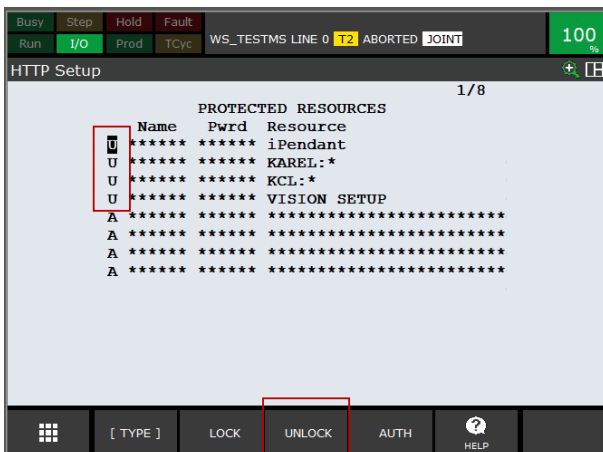 Busy Step Hold Fault
Run I/O Prod TCyc WS_TESTMS LINE 0 T2 ABORTED JOINT 100 %
HTTP Setup
1/8
PROTECTED RESOURCES
Name Pwrd Resource
U ****** ****** iPendant
U ****** ****** KAREL:*
U ****** ****** KCL:*
U ****** ****** VISION SETUP
A ****** ****** ************************
A ****** ****** ************************
A ****** ****** ************************
A ****** ****** ************************
[ TYPE ] LOCK UNLOCK AUTH ? HELP